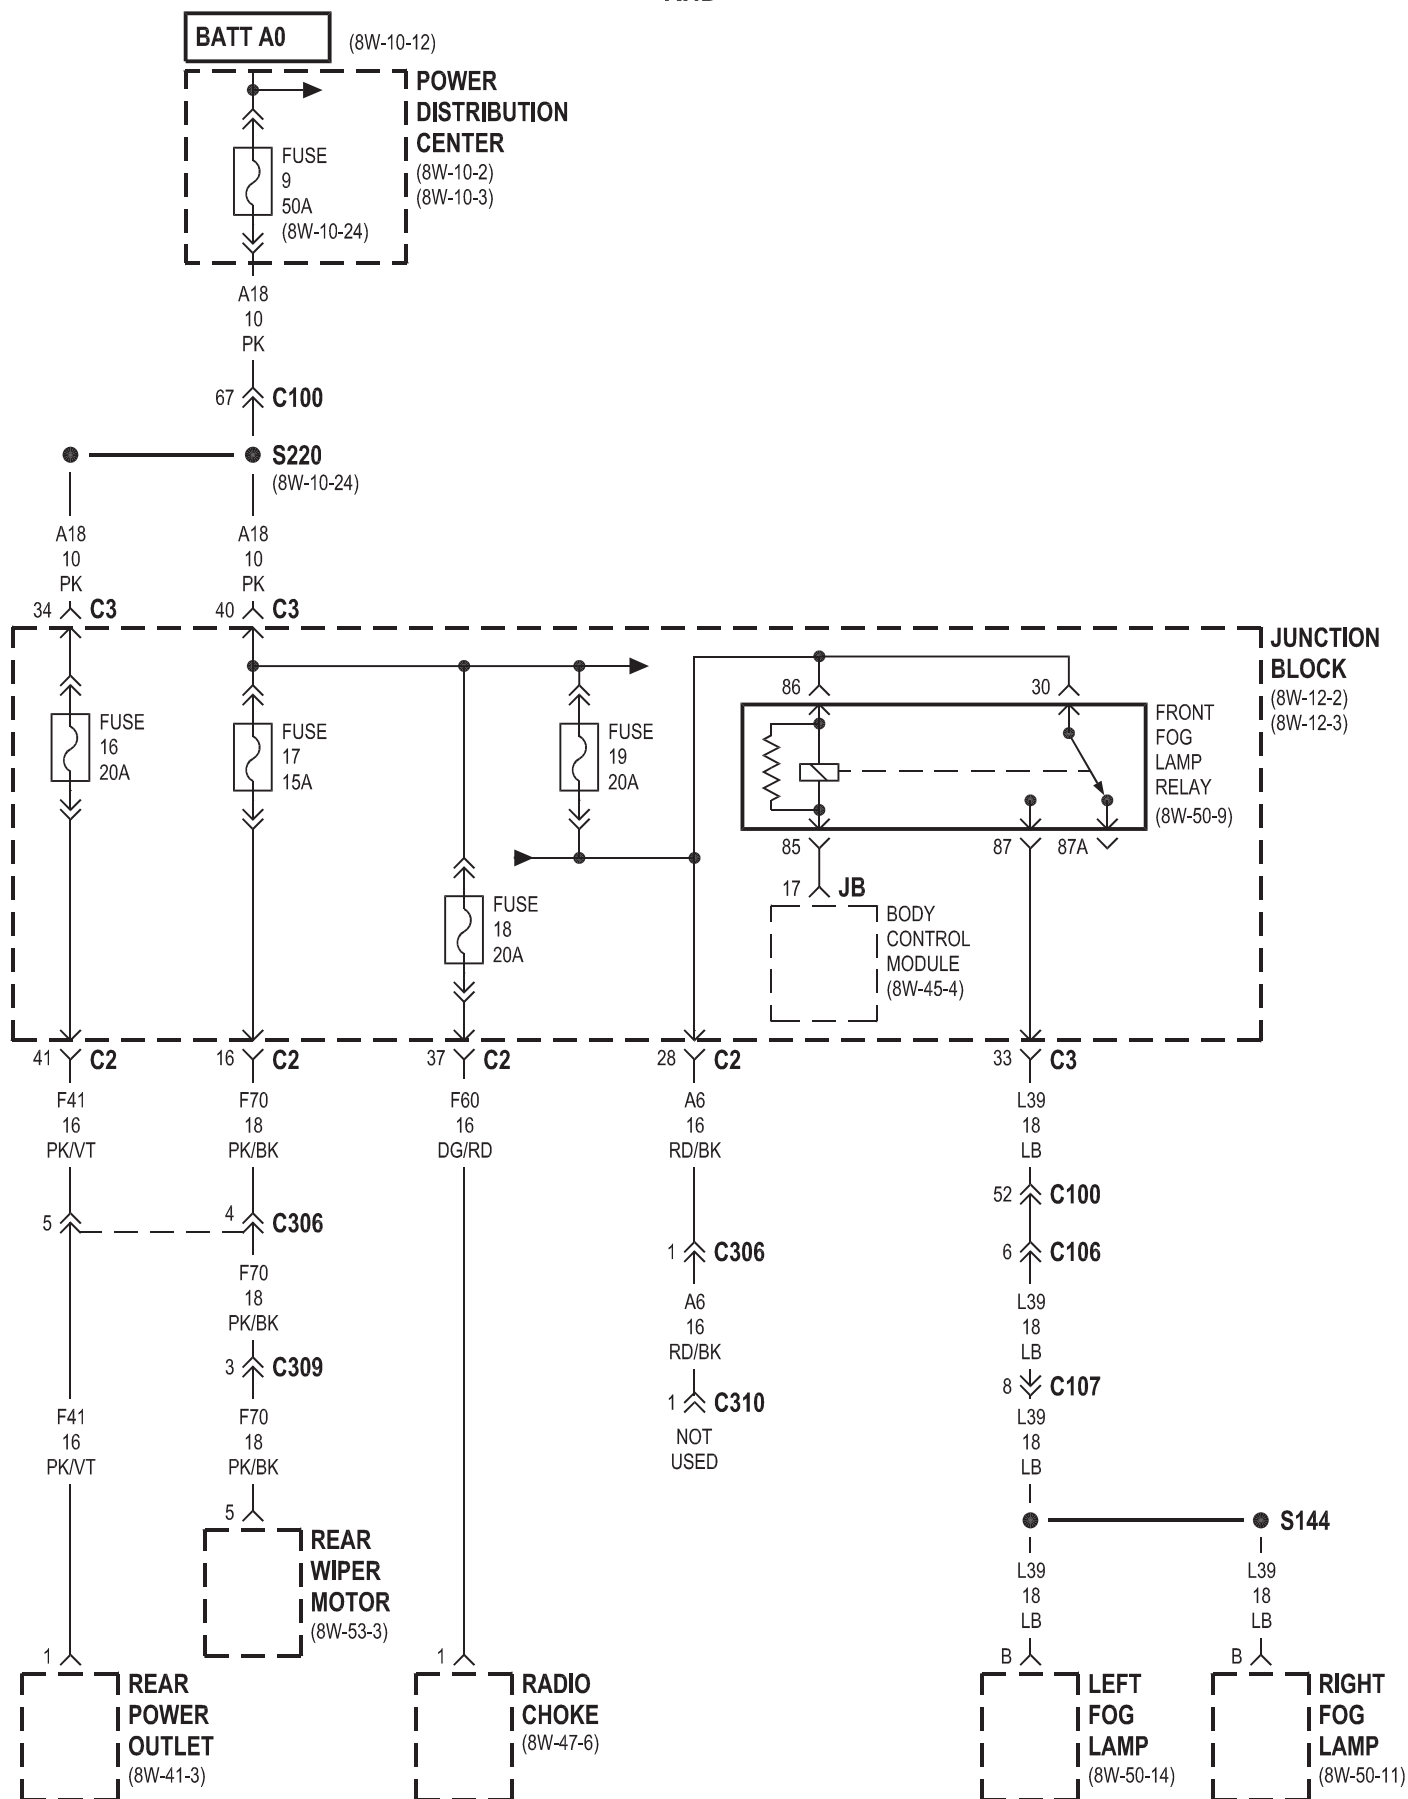 BATT A0
(8W-10-12)
POWER
DISTRIBUTION
CENTER
(8W-10-2)
(8W-10-3)
FUSE
9
50A
(8W-10-24)
A18
10
PK
67
C100
S220
(8W-10-24)
A18
10
PK
A18
10
PK
34
C3
40
C3
JUNCTION
BLOCK
(8W-12-2)
(8W-12-3)
FUSE
16
20A
FUSE
17
15A
FUSE
19
20A
86
30
FRONT
FOG
LAMP
RELAY
(8W-50-9)
85
87
87A
FUSE
18
20A
17
JB
BODY
CONTROL
MODULE
(8W-45-4)
41
C2
16
C2
37
C2
28
C2
33
C3
F41
16
PK/VT
F70
18
PK/BK
F60
16
DG/RD
A6
16
RD/BK
L39
18
LB
5
4
C306
52
C100
1
C306
6
C106
F70
18
PK/BK
A6
16
RD/BK
L39
18
LB
3
C309
1
C310
NOT
USED
8
C107
F41
16
PK/VT
F70
18
PK/BK
L39
18
LB
5
REAR
WIPER
MOTOR
(8W-53-3)
S144
L39
18
LB
L39
18
LB
1
REAR
POWER
OUTLET
(8W-41-3)
1
RADIO
CHOKE
(8W-47-6)
B
LEFT
FOG
LAMP
(8W-50-14)
B
RIGHT
FOG
LAMP
(8W-50-11)